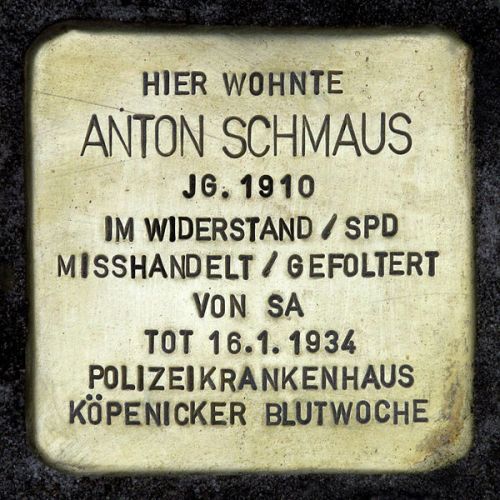 HIER WOHNTE
ANTON SCHMAUS
JG. 1910
IM WIDERSTAND / SPD
MISSHANDELT / GEFOLTERT
VON SA
TOT 16.1.1934
POLIZEIKRANKENHAUS
KÖPENICKER BLUTWOCHE